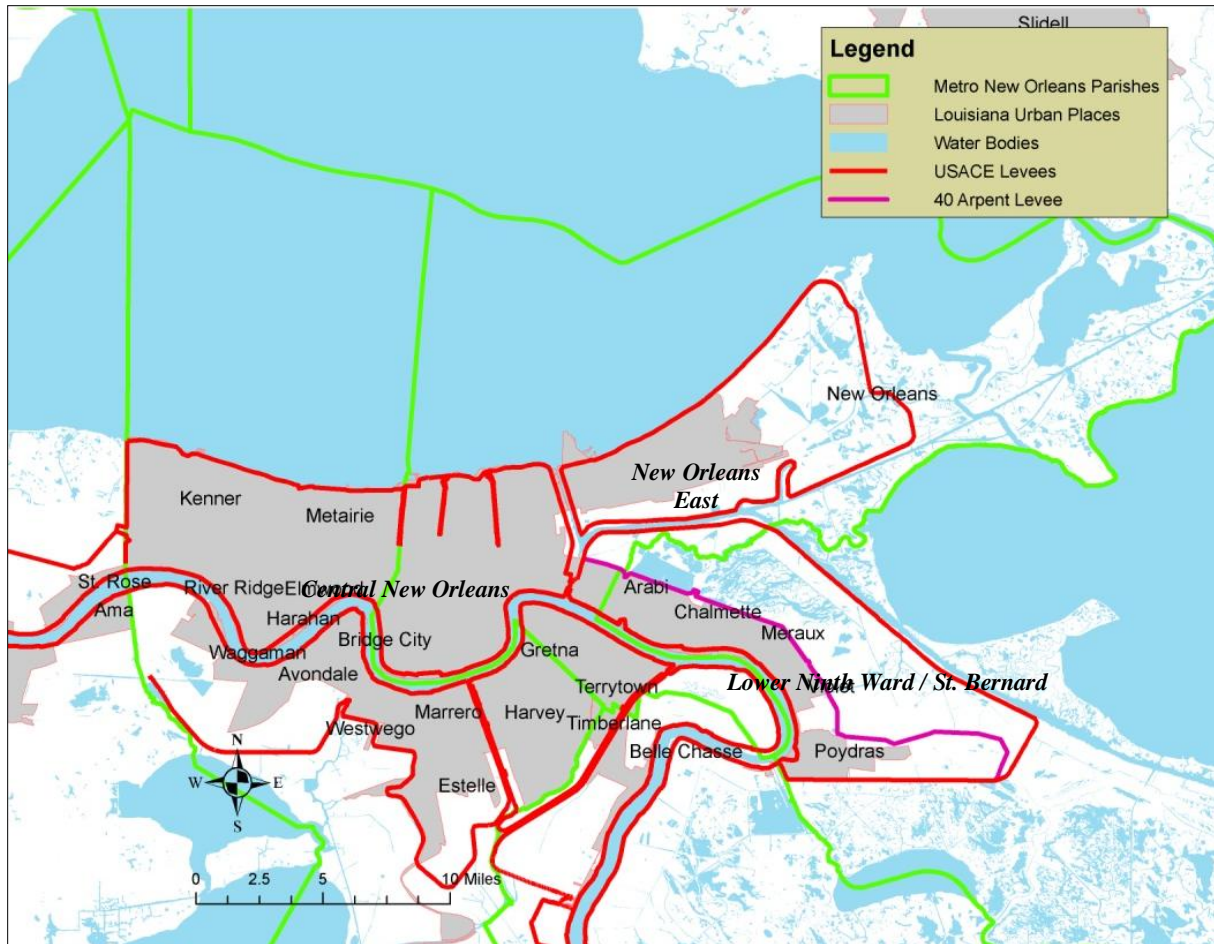 Slidell
Legend
Metro New Orleans Parishes
Louisiana Urban Places
Water Bodies
USACE Levees
40 Arpent Levee
New Orleans
New Orleans
East
Kenner
Metairie
St. Rose
River Ridge
Central New Orleans
Arabi
Ama
Harahan
Chalmette
Bridge City
Meraux
Waggaman
Gretna
Avondale
Terrytown
Lower Ninth Ward / St. Bernard
Marrero
Harvey
Timberlane
Westwego
Belle Chasse
Poydras
N
W
E
S
Estelle
0
2.5
5
10 Miles